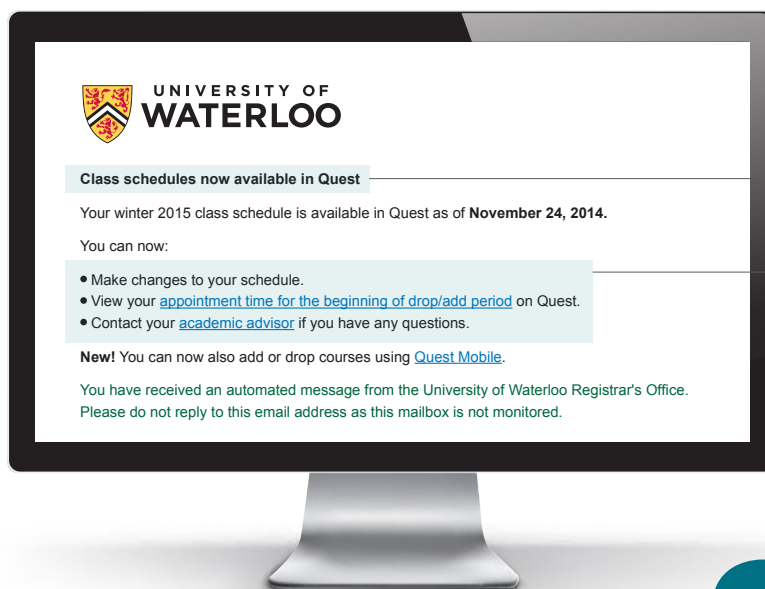 UNIVERSITY OF
WATERLOO
Class schedules now available in Quest
Your winter 2015 class schedule is available in Quest as of November 24, 2014.
You can now:
• Make changes to your schedule.
• View your appointment time for the beginning of drop/add period on Quest.
• Contact your academic advisor if you have any questions.
New! You can now also add or drop courses using Quest Mobile.
You have received an automated message from the University of Waterloo Registrar's Office.
Please do not reply to this email address as this mailbox is not monitored.